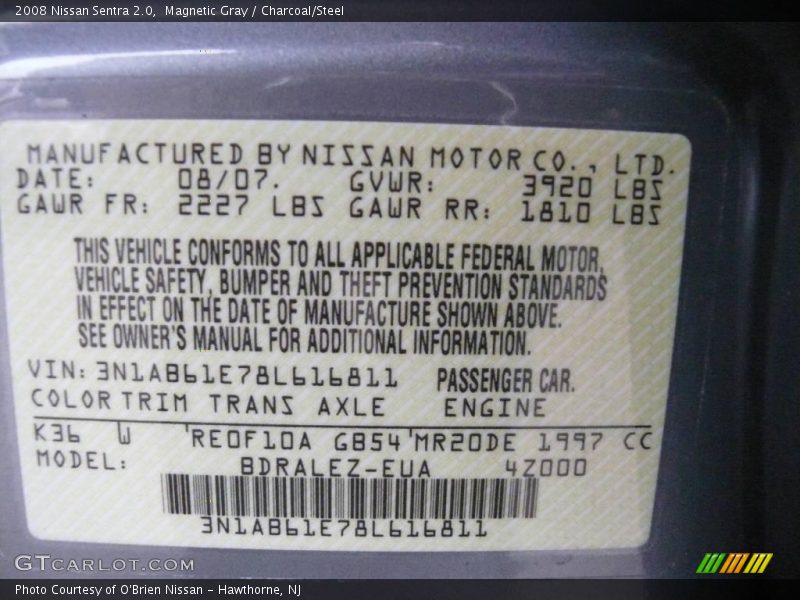 2008 Nissan Sentra 2.0,  Magnetic Gray / Charcoal/Steel
MANUFACTURED BY NISSAN MOTOR CO., LTD.
DATE: 08/07. GVWR: 3920 LBS
GAWR FR: 2227 LBS GAWR RR: 1810 LBS
THIS VEHICLE CONFORMS TO ALL APPLICABLE FEDERAL MOTOR,
VEHICLE SAFETY, BUMPER AND THEFT PREVENTION STANDARDS
IN EFFECT ON THE DATE OF MANUFACTURE SHOWN ABOVE.
SEE OWNER'S MANUAL FOR ADDITIONAL INFORMATION.
VIN: 3N1AB61E78L616811 PASSENGER CAR.
COLOR TRIM TRANS AXLE ENGINE
K36 W 'RE0F10A GB54 'MR20DE 1997 CC
MODEL: BDRALEZ-EUA 4Z000
3N1AB61E78L616811
GTCARLOT.COM
Photo Courtesy of O'Brien Nissan - Hawthorne, NJ